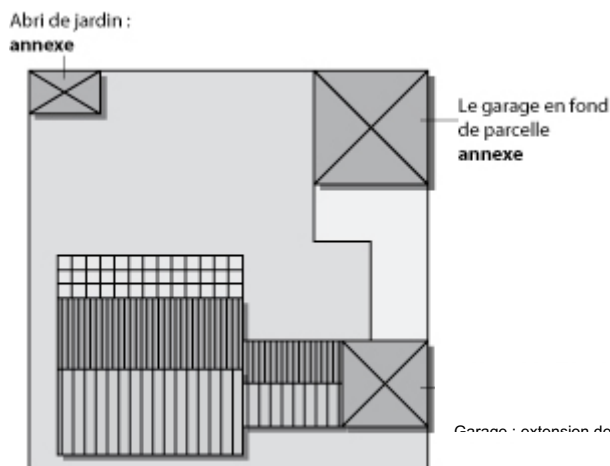 Abri de jardin :
annexe
Le garage en fond
de parcelle
annexe
Garage : extension de